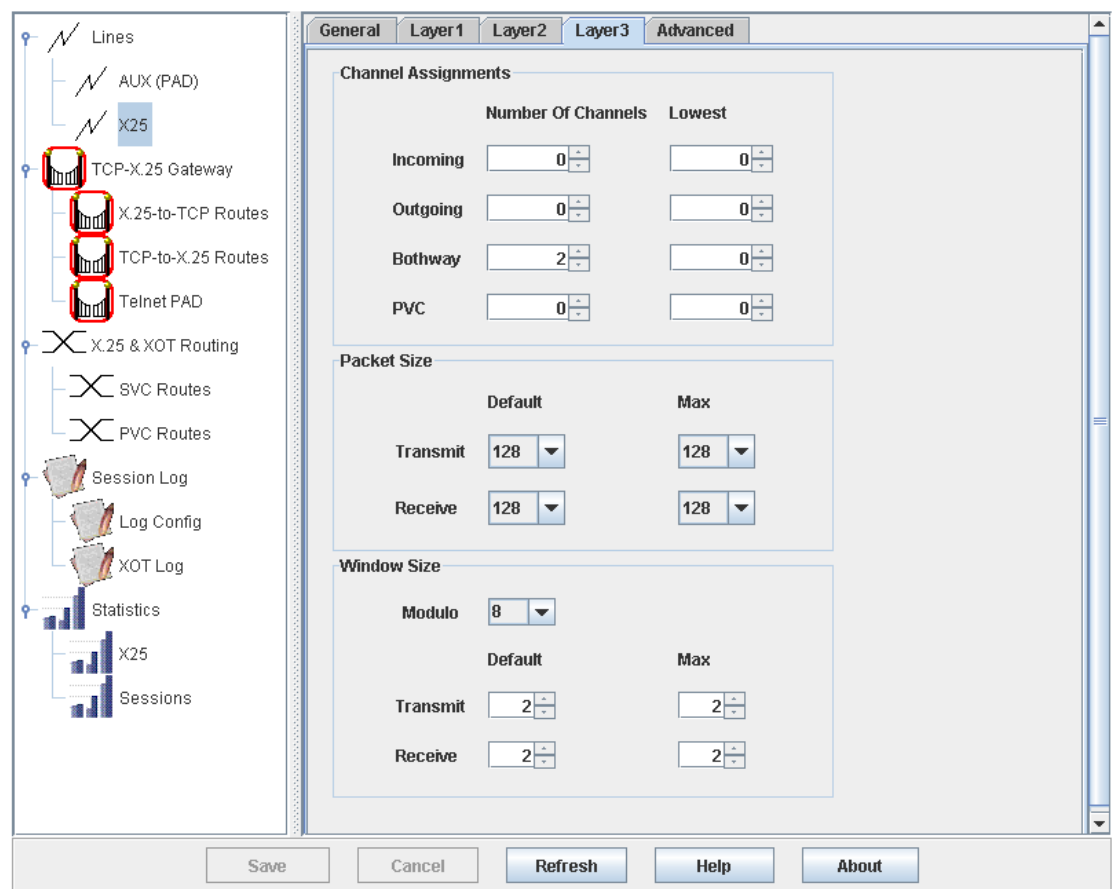 Lines
AUX (PAD)
X25
TCP-X.25 Gateway
X.25-to-TCP Routes
TCP-to-X.25 Routes
Telnet PAD
X.25 & XOT Routing
SVC Routes
PVC Routes
Session Log
Log Config
XOT Log
Statistics
X25
Sessions
General Layer1 Layer2 Layer3 Advanced
Channel Assignments
Number Of Channels Lowest
Incoming 0 0
Outgoing 0 0
Bothway 2 0
PVC 0 0
Packet Size
Default Max
Transmit 128 128
Receive 128 128
Window Size
Modulo 8
Default Max
Transmit 2 2
Receive 2 2
Save Cancel Refresh Help About